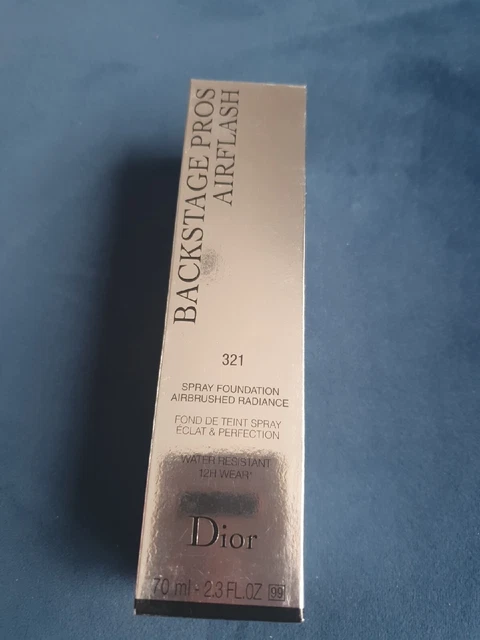 BACKSTAGE PROS
AIRFLASH
321
SPRAY FOUNDATION
AIRBRUSHED RADIANCE
FOND DE TEINT SPRAY
ECLAT & PERFECTION
WATER RESISTANT
12H WEAR*
Dior
70 ml - 2.3 FL.OZ 99